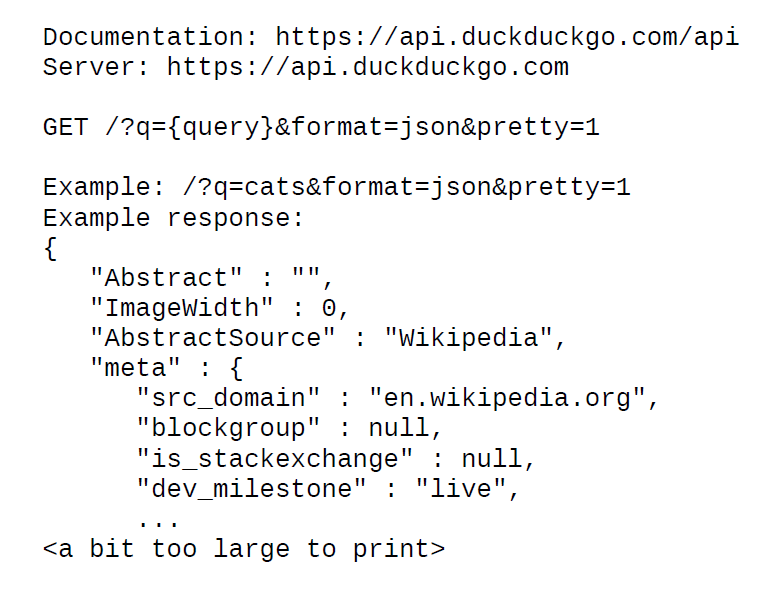 Documentation: https://api.duckduckgo.com/api
Server: https://api.duckduckgo.com
GET /?q={query}&format=json&pretty=1
Example: /?q=cats&format=json&pretty=1
Example response:
{
"Abstract" : "",
"ImageWidth" : 0,
"AbstractSource" : "Wikipedia",
"meta" : {
"src_domain" : "en.wikipedia.org",
"blockgroup" : null,
"is_stackexchange" : null,
"dev_milestone" : "live",
...
<a bit too large to print>